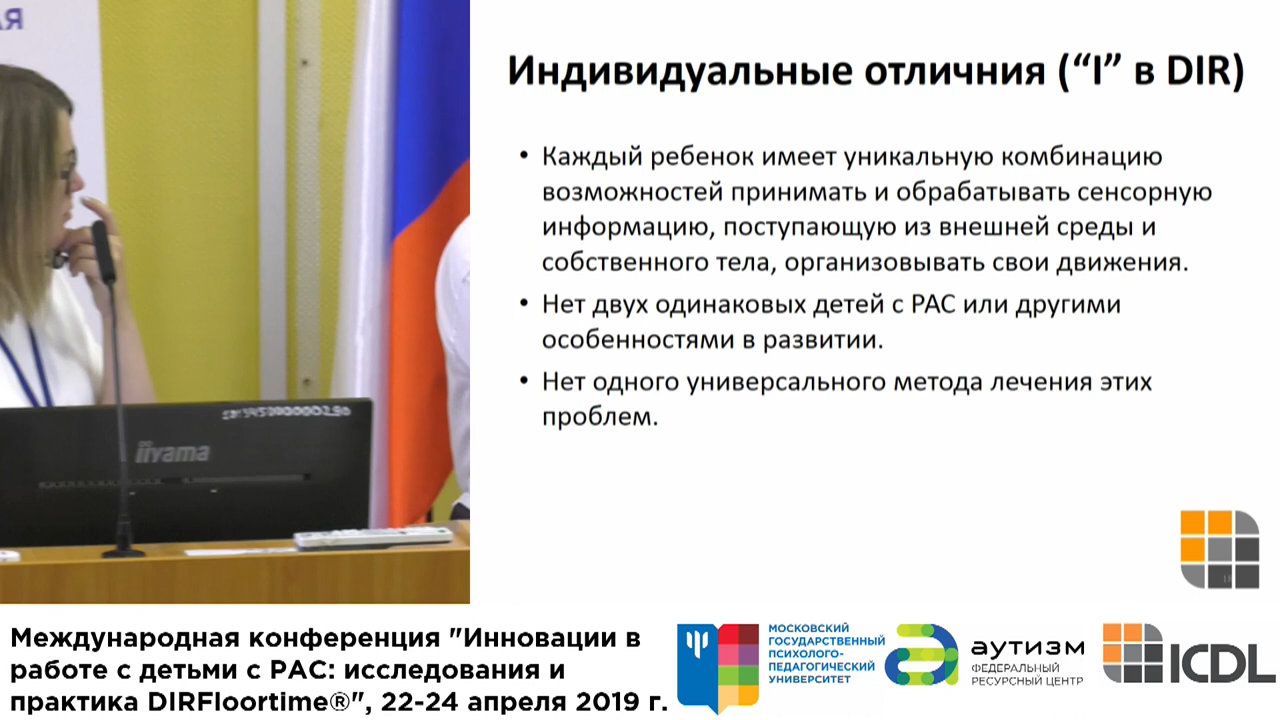 Я
Индивидуальные отличния (“I” в DIR)
• Каждый ребенок имеет уникальную комбинацию
возможностей принимать и обрабатывать сенсорную
информацию, поступающую из внешней среды и
собственного тела, организовывать свои движения.
• Нет двух одинаковых детей с РАС или другими
особенностями в развитии.
• Нет одного универсального метода лечения этих
проблем.
iiyama
Международная конференция "Инновации в
работе с детьми с РАС: исследования и
практика DIRFloortime®", 22-24 апреля 2019 г.
МОСКОВСКИЙ
ГОСУДАРСТВЕННЫЙ
ПСИХОЛОГО-
ПЕДАГОГИЧЕСКИЙ
УНИВЕРСИТЕТ
аутизм
ФЕДЕРАЛЬНЫЙ
РЕСУРСНЫЙ ЦЕНТР
ICDL